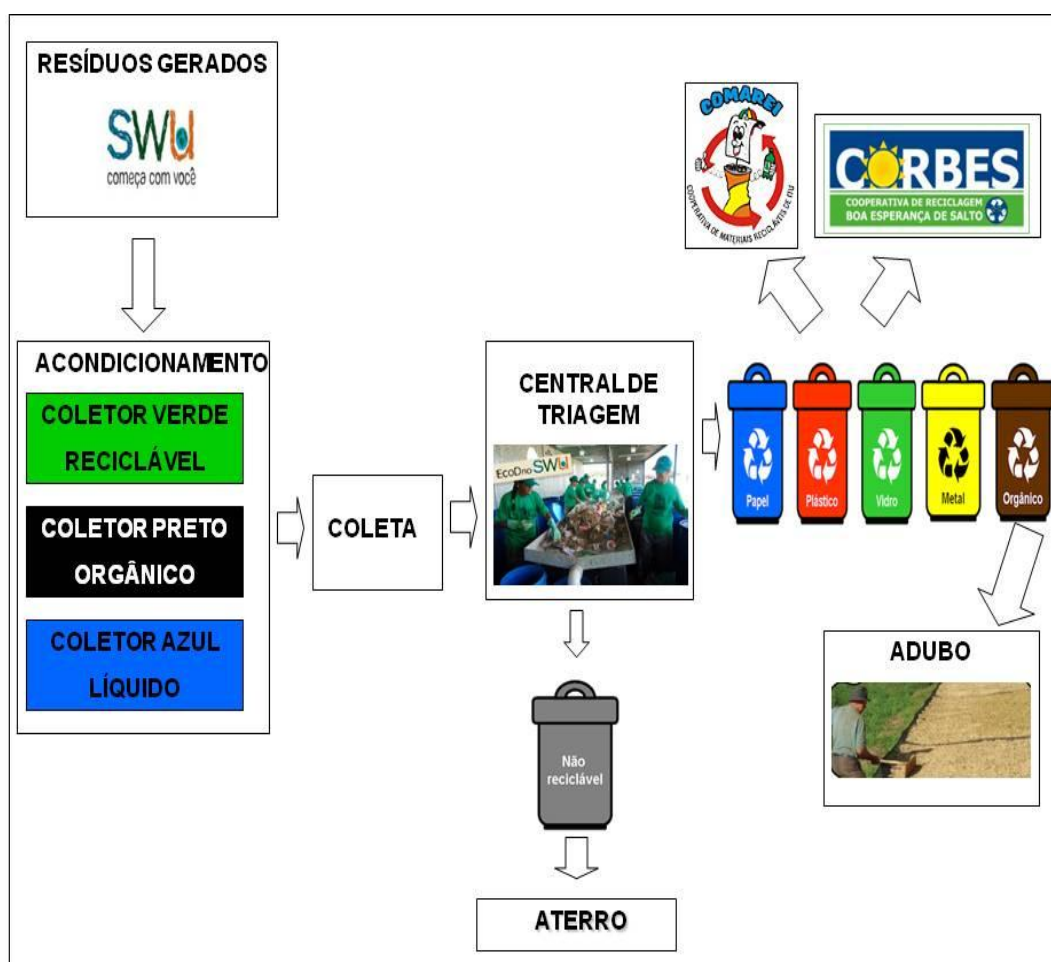 RESÍDUOS GERADOS
SWU
começa com você
ACONDICIONAMENTO
COLETOR VERDE
RECICLÁVEL
COLETOR PRETO
ORGÂNICO
COLETOR AZUL
LÍQUIDO
COLETA
CENTRAL DE
TRIAGEM
EcoDnoSWU
Não
reciclável
ATERRO
COMAREI
COOPERATIVA DE MATERIAIS RECICLÁVEIS DE ITU
CORBES
COOPERATIVA DE RECICLAGEM
BOA ESPERANÇA DE SALTO
Papel
Plástico
Vidro
Metal
Orgânico
ADUBO